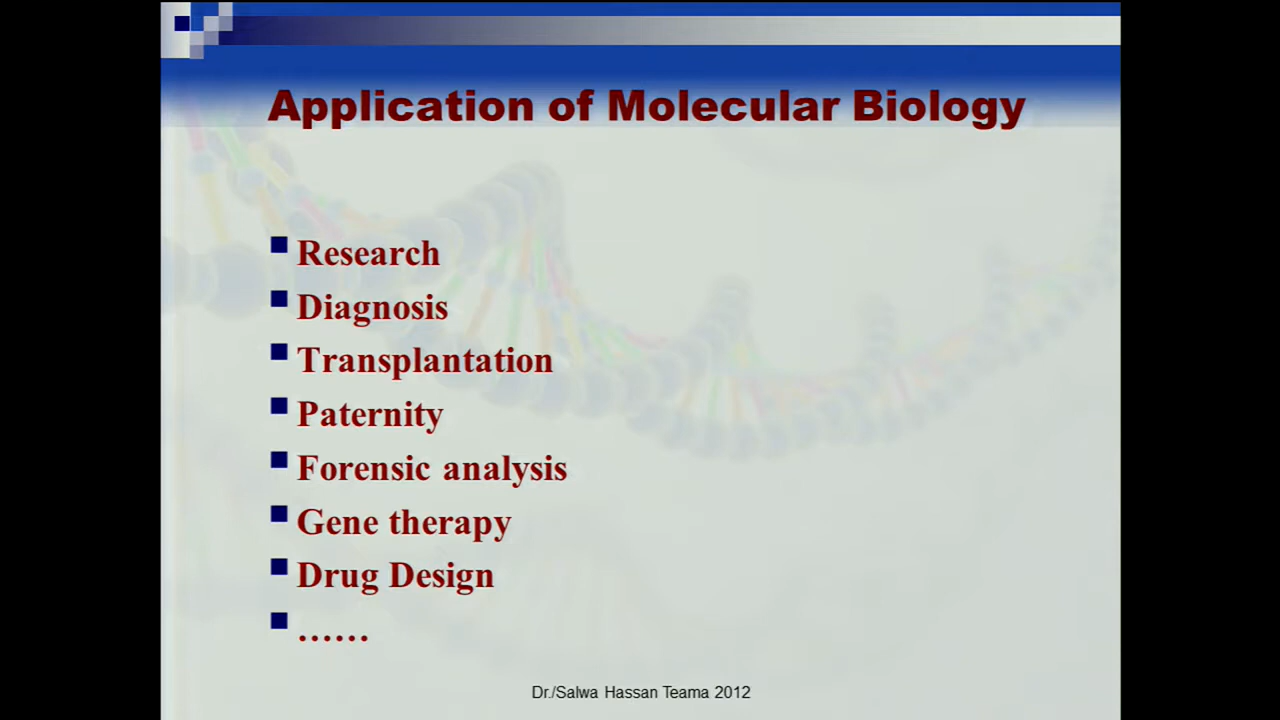 Application of Molecular Biology
Research
Diagnosis
Transplantation
Paternity
Forensic analysis
Gene therapy
Drug Design
......
Dr./Salwa Hassan Teama 2012